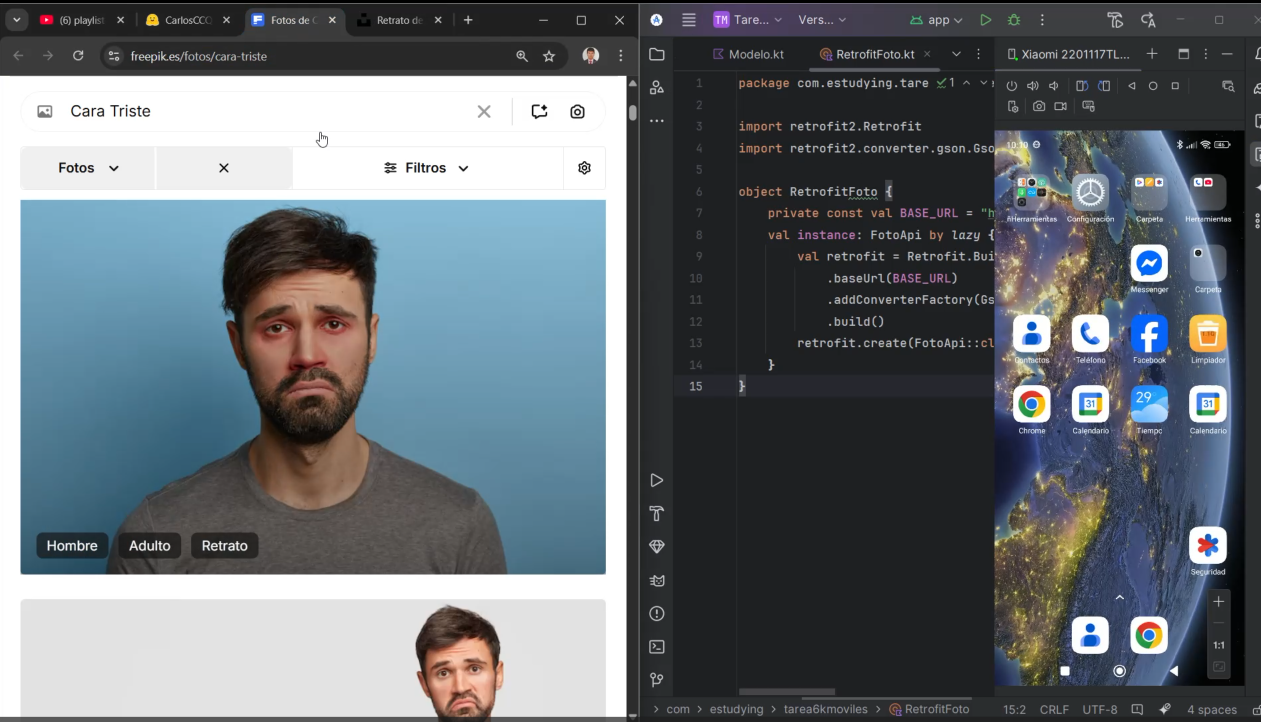 (6) playlist
CarlosCCQ
Fotos de C
Retrato de
freepik.es/fotos/cara-triste
Cara Triste
Fotos
Filtros
Hombre
Adulto
Retrato
TM Tare...
Vers...
app
Modelo.kt
RetrofitFoto.kt
Xiaomi 2201117TL...
1 package com.estudying.tare
1
2
3 import retrofit2.Retrofit
4 import retrofit2.converter.gson.Gso
5
6 object RetrofitFoto {
7 private const val BASE_URL = "h
8 val instance: FotoApi by lazy {
9 val retrofit = Retrofit.Bui
10 .baseUrl(BASE_URL)
11 .addConverterFactory(Gs
12 .build()
13 retrofit.create(FotoApi::cl
14 }
15 }
10:10
#Herramientas
Configuración
Carpeta
Herramientas
Messenger
Carpeta
Contactos
Teléfono
Facebook
Limpiador
31
29
31
Chrome
Calendario
Tiempo
Calendario
Seguridad
1:1
com > estudying > tarea6kmoviles > RetrofitFoto
15:2 CRLF UTF-8 4 spaces